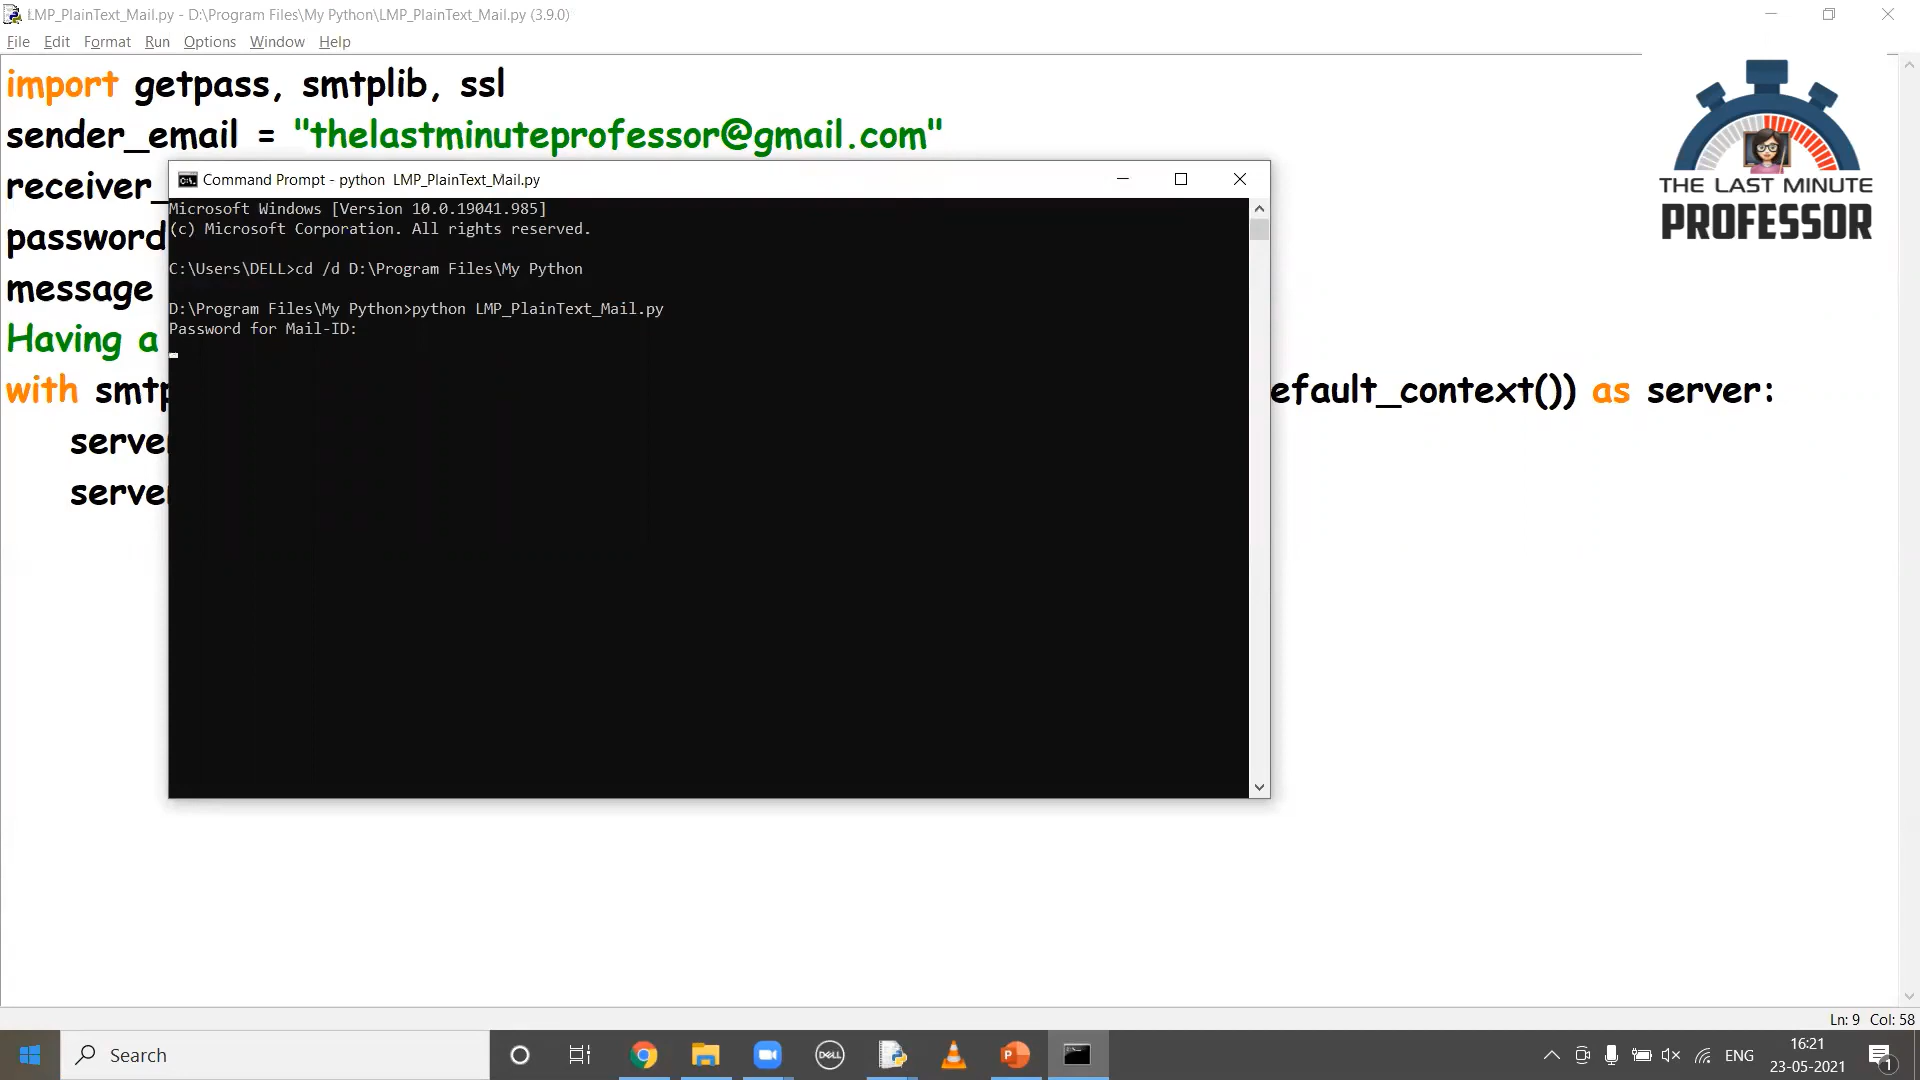 LMP_PlainText_Mail.py - D:\Program Files\My Python\LMP_PlainText_Mail.py (3.9.0)
File Edit Format Run Options Window Help
import getpass, smtplib, ssl
sender_email = "thelastminuteprofessor@gmail.com"
receiver_
password
message
Having a
with smtp
efault_context()) as server:
server
server
THE LAST MINUTE
PROFESSOR
Command Prompt - python  LMP_PlainText_Mail.py
Microsoft Windows [Version 10.0.19041.985]
(c) Microsoft Corporation. All rights reserved.
C:\Users\DELL>cd /d D:\Program Files\My Python
D:\Program Files\My Python>python LMP_PlainText_Mail.py
Password for Mail-ID:
Ln: 9 Col: 58
Search
DELL
P
ENG
16:21
23-05-2021
1